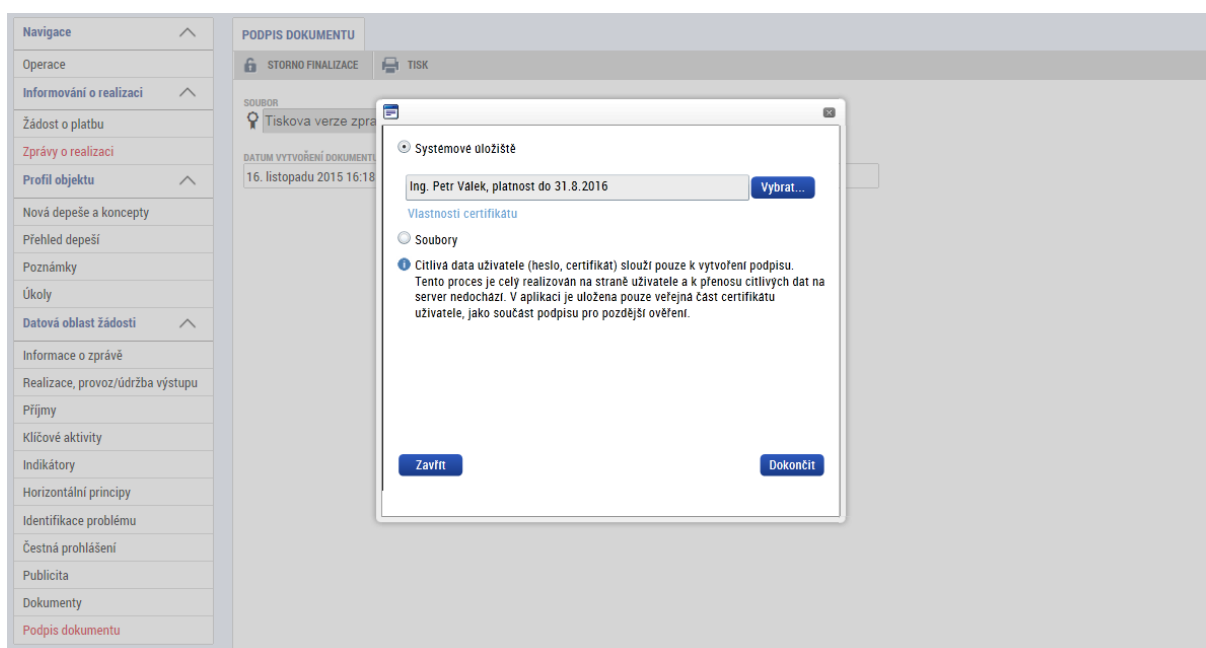 Navigace
Operace
Informování o realizaci
Žádost o platbu
Zprávy o realizaci
Profil objektu
Nová depeše a koncepty
Přehled depeší
Poznámky
Úkoly
Datová oblast žádosti
Informace o zprávě
Realizace, provoz/údržba výstupu
Příjmy
Klíčové aktivity
Indikátory
Horizontální principy
Identifikace problému
Čestná prohlášení
Publicita
Dokumenty
Podpis dokumentu
PODPIS DOKUMENTU
STORNO FINALIZACE TISK
SOUBOR
Tiskova verze zpra
DATUM VYTVOŘENÍ DOKUMENTU
16. listopadu 2015 16:18
Systémové úložiště
Ing. Petr Válek, platnost do 31.8.2016 Vybrat...
Vlastnosti certifikátu
Soubory
Citlivá data uživatele (heslo, certifikát) slouží pouze k vytvoření podpisu.
Tento proces je celý realizován na straně uživatele a k přenosu citlivých dat na
server nedochází. V aplikaci je uložena pouze veřejná část certifikátu
uživatele, jako součást podpisu pro pozdější ověření.
Zavřít Dokončit